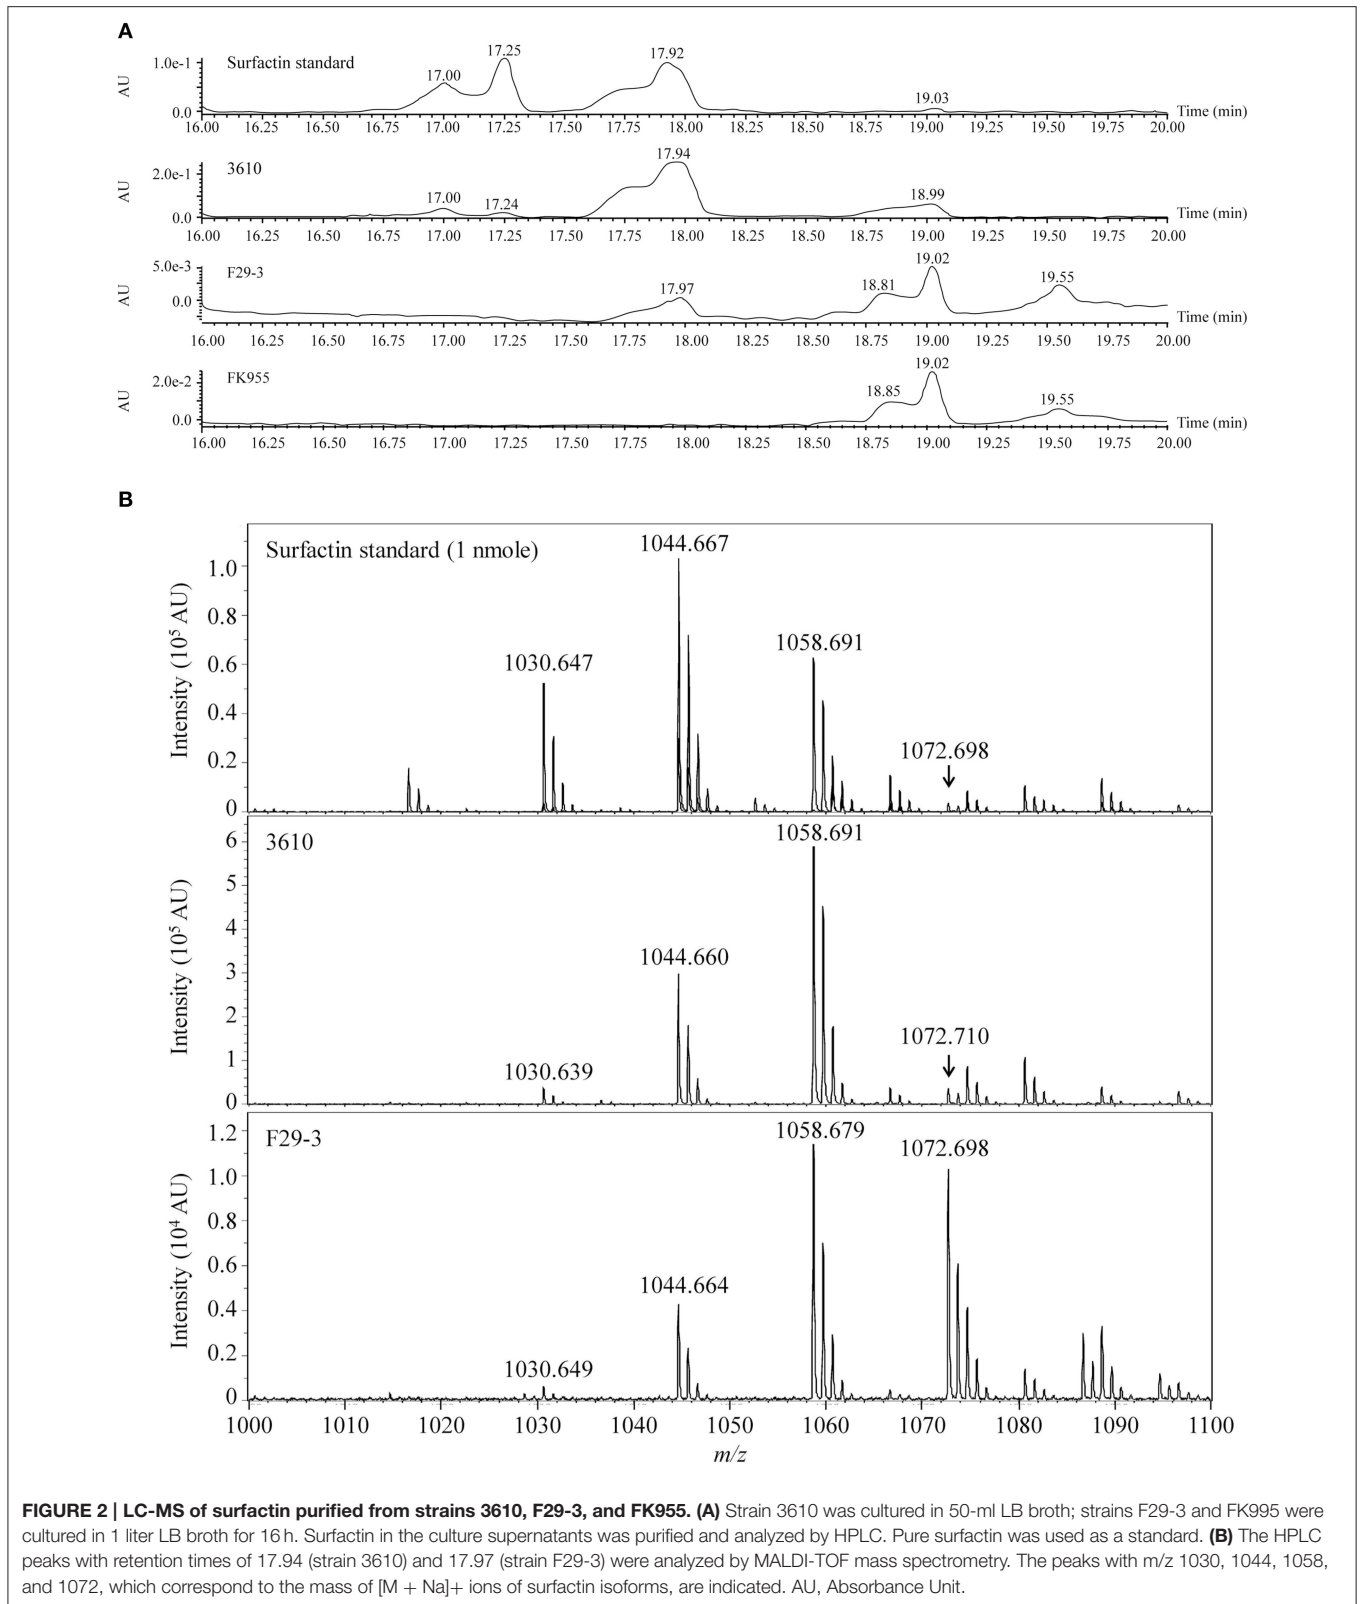 A
Surfactin standard
17.00
17.25
17.92
19.03
AU
1.0e-1
0.0
16.00 16.25 16.50 16.75 17.00 17.25 17.50 17.75 18.00 18.25 18.50 18.75 19.00 19.25 19.50 19.75 20.00
Time (min)
3610
17.00
17.24
17.94
18.99
AU
2.0e-1
0.0
16.00 16.25 16.50 16.75 17.00 17.25 17.50 17.75 18.00 18.25 18.50 18.75 19.00 19.25 19.50 19.75 20.00
Time (min)
F29-3
17.97
18.81
19.02
19.55
AU
5.0e-3
0.0
16.00 16.25 16.50 16.75 17.00 17.25 17.50 17.75 18.00 18.25 18.50 18.75 19.00 19.25 19.50 19.75 20.00
Time (min)
FK955
18.85
19.02
19.55
AU
2.0e-2
0.0
16.00 16.25 16.50 16.75 17.00 17.25 17.50 17.75 18.00 18.25 18.50 18.75 19.00 19.25 19.50 19.75 20.00
Time (min)
B
Surfactin standard (1 nmole)
1030.647
1044.667
1058.691
1072.698
Intensity (10⁵ AU)
1.0
0.8
0.6
0.4
0.2
0
3610
1030.639
1044.660
1058.691
1072.710
Intensity (10⁵ AU)
6
5
4
3
2
1
0
F29-3
1030.649
1044.664
1058.679
1072.698
Intensity (10⁴ AU)
1.2
1.0
0.8
0.6
0.4
0.2
0
1000 1010 1020 1030 1040 1050 1060 1070 1080 1090 1100
m/z
FIGURE 2 | LC-MS of surfactin purified from strains 3610, F29-3, and FK955. (A) Strain 3610 was cultured in 50-ml LB broth; strains F29-3 and FK995 were
cultured in 1 liter LB broth for 16 h. Surfactin in the culture supernatants was purified and analyzed by HPLC. Pure surfactin was used as a standard. (B) The HPLC
peaks with retention times of 17.94 (strain 3610) and 17.97 (strain F29-3) were analyzed by MALDI-TOF mass spectrometry. The peaks with m/z 1030, 1044, 1058,
and 1072, which correspond to the mass of [M + Na]+ ions of surfactin isoforms, are indicated. AU, Absorbance Unit.